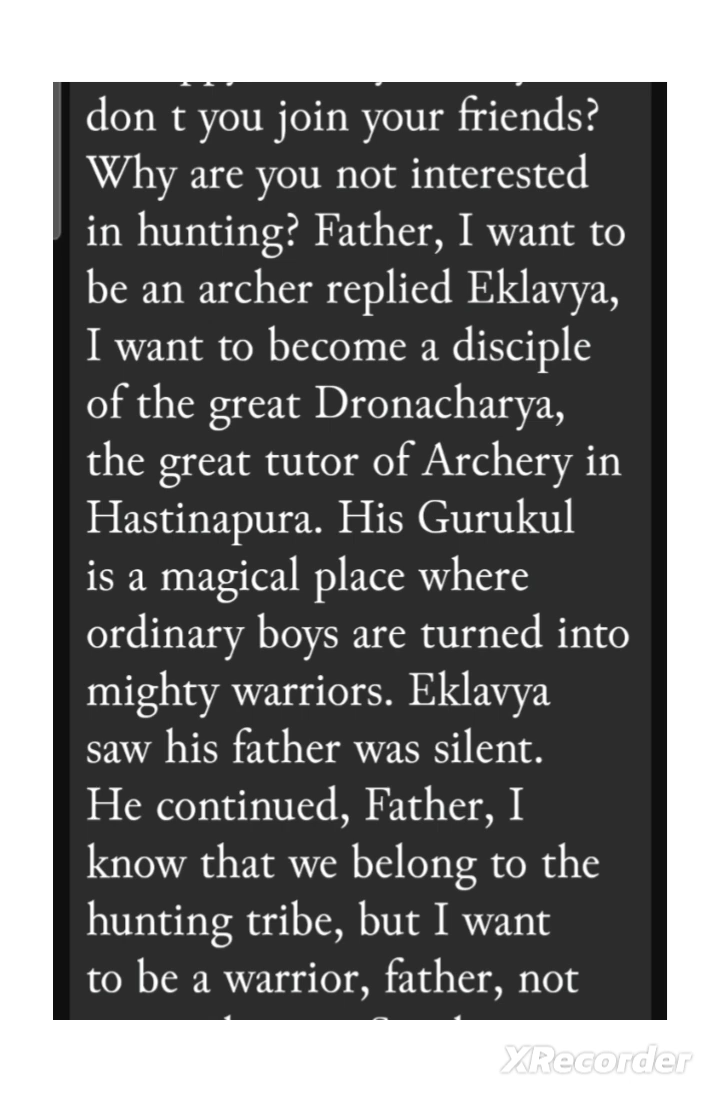 don t you join your friends?
Why are you not interested
in hunting? Father, I want to
be an archer replied Eklavya,
I want to become a disciple
of the great Dronacharya,
the great tutor of Archery in
Hastinapura. His Gurukul
is a magical place where
ordinary boys are turned into
mighty warriors. Eklavya
saw his father was silent.
He continued, Father, I
know that we belong to the
hunting tribe, but I want
to be a warrior, father, not
XRecorder